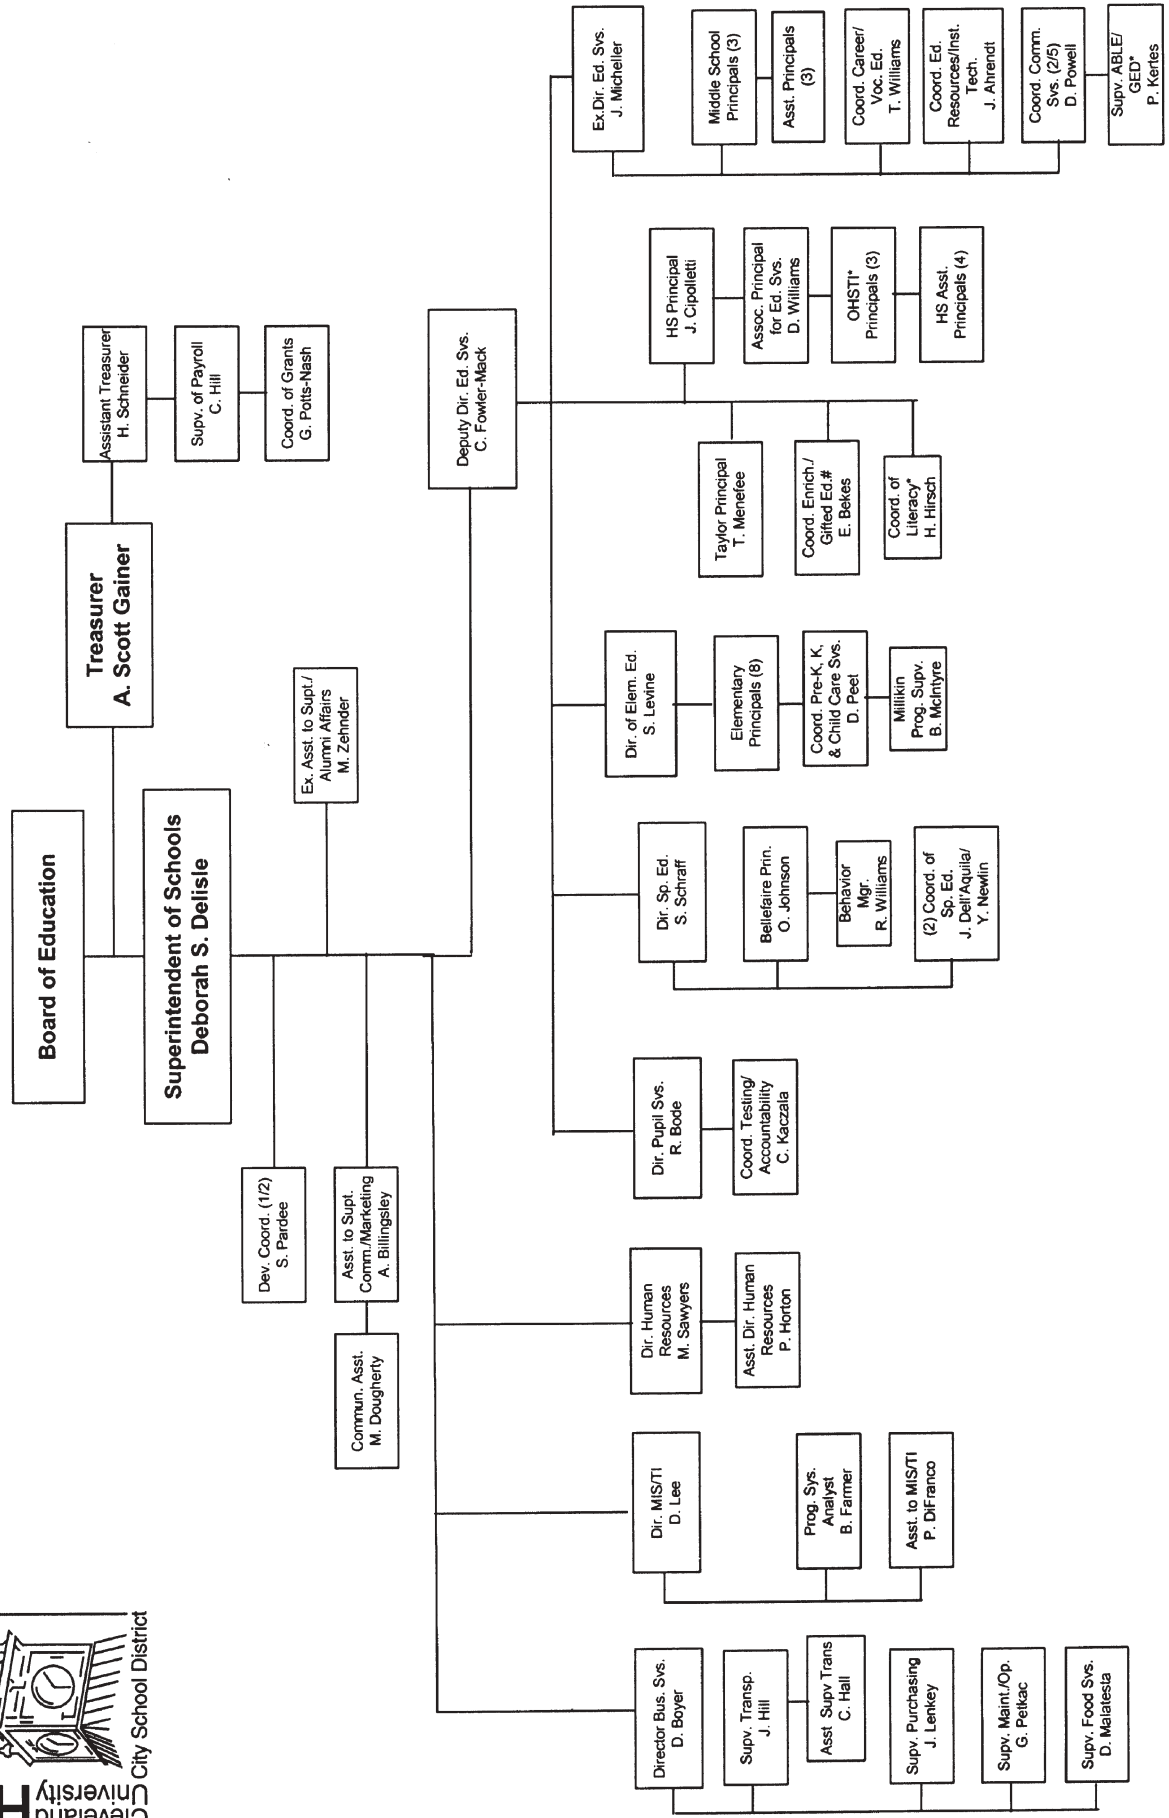 Cleveland
University
City School District
H
Board of Education
Treasurer
A. Scott Gainer
Assistant Treasurer
H. Schneider
Supv. of Payroll
C. Hill
Coord. of Grants
G. Potts-Nash
Superintendent of Schools
Deborah S. Delisle
Dev. Coord. (1/2)
S. Pardee
Ex. Asst. to Supt./
Alumni Affairs
M. Zehnder
Commun. Asst.
M. Dougherty
Asst. to Supt.
Comm./Marketing
A. Billingsley
Deputy Dir. Ed. Svs.
C. Fowler-Mack
Director Bus. Svs.
D. Boyer
Supv. Transp.
J. Hill
Asst Supv Trans
C. Hall
Supv. Purchasing
J. Lenkey
Supv. Maint./Op.
G. Petkac
Supv. Food Svs.
D. Malatesta
Dir. MIS/TI
D. Lee
Prog. Sys.
Analyst
B. Farmer
Asst. to MIS/TI
P. DiFranco
Dir. Human
Resources
M. Sawyers
Asst. Dir. Human
Resources
P. Horton
Dir. Pupil Svs.
R. Bode
Coord. Testing/
Accountability
C. Kaczala
Dir. Sp. Ed.
S. Schraff
Bellefaire Prin.
O. Johnson
Behavior
Mgr.
R. Williams
(2) Coord. of
Sp. Ed.
J. Dell'Aquila/
Y. Newlin
Dir. of Elem. Ed.
S. Levine
Elementary
Principals (8)
Coord. Pre-K, K,
& Child Care Svs.
D. Peet
Millikin
Prog. Supv.
B. McIntyre
Taylor Principal
T. Menefee
Coord. Enrich./
Gifted Ed.#
E. Bekes
Coord. of
Literacy*
H. Hirsch
HS Principal
J. Cipolletti
Assoc. Principal
for Ed. Svs.
D. Williams
OHSTI*
Principals (3)
HS Asst.
Principals (4)
Ex.Dir. Ed. Svs.
J. Micheller
Middle School
Principals (3)
Asst. Principals
(3)
Coord. Career/
Voc. Ed.
T. Williams
Coord. Ed.
Resources/Inst.
Tech.
J. Ahrendt
Coord. Comm.
Svs. (2/5)
D. Powell
Supv. ABLE/
GED*
P. Kertes